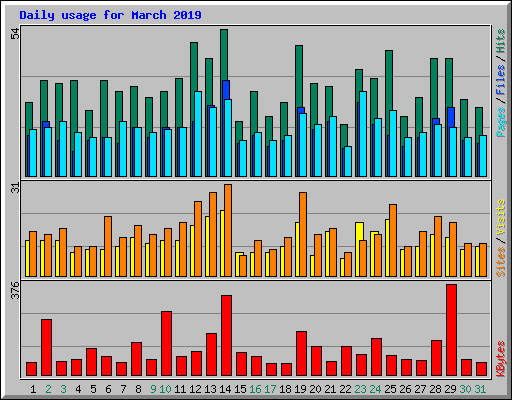 Daily usage for March 2019
54
Pages / Files / Hits
31
Sites / Visits
376
KBytes
1 2 3 4 5 6 7 8 9 10 11 12 13 14 15 16 17 18 19 20 21 22 23 24 25 26 27 28 29 30 31